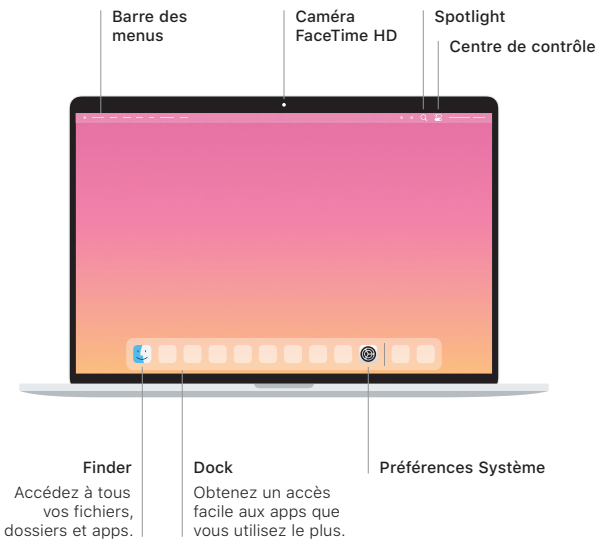 Barre des
menus
Caméra
FaceTime HD
Spotlight
Centre de contrôle
Finder
Accédez à tous
vos fichiers,
dossiers et apps.
Dock
Obtenez un accès
facile aux apps que
vous utilisez le plus.
Préférences Système